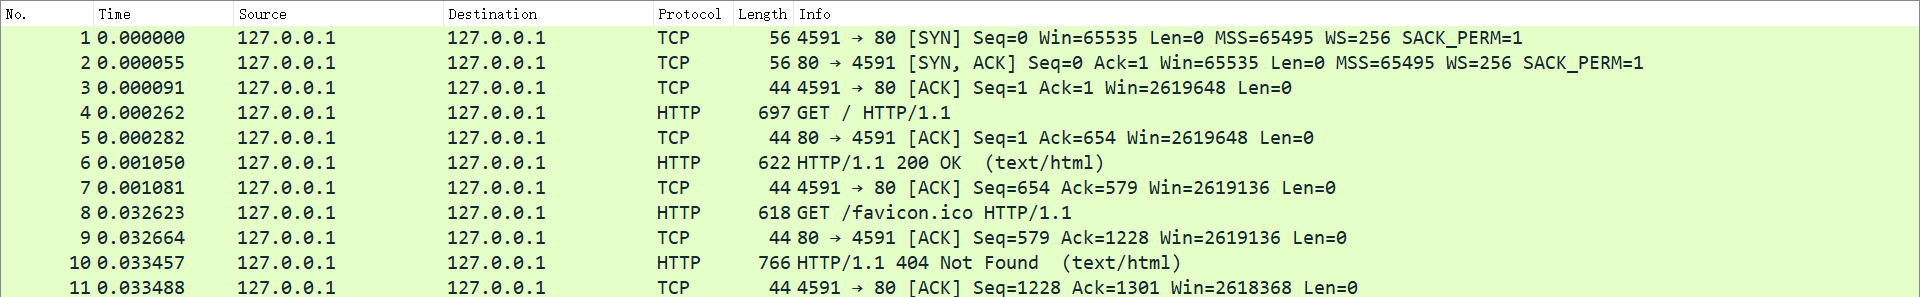 No. Time Source Destination Protocol Length Info
1 0.000000 127.0.0.1 127.0.0.1 TCP 56 4591 → 80 [SYN] Seq=0 Win=65535 Len=0 MSS=65495 WS=256 SACK_PERM=1
2 0.000055 127.0.0.1 127.0.0.1 TCP 56 80 → 4591 [SYN, ACK] Seq=0 Ack=1 Win=65535 Len=0 MSS=65495 WS=256 SACK_PERM=1
3 0.000091 127.0.0.1 127.0.0.1 TCP 44 4591 → 80 [ACK] Seq=1 Ack=1 Win=2619648 Len=0
4 0.000262 127.0.0.1 127.0.0.1 HTTP 697 GET / HTTP/1.1
5 0.000282 127.0.0.1 127.0.0.1 TCP 44 80 → 4591 [ACK] Seq=1 Ack=654 Win=2619648 Len=0
6 0.001050 127.0.0.1 127.0.0.1 HTTP 622 HTTP/1.1 200 OK (text/html)
7 0.001081 127.0.0.1 127.0.0.1 TCP 44 4591 → 80 [ACK] Seq=654 Ack=579 Win=2619136 Len=0
8 0.032623 127.0.0.1 127.0.0.1 HTTP 618 GET /favicon.ico HTTP/1.1
9 0.032664 127.0.0.1 127.0.0.1 TCP 44 80 → 4591 [ACK] Seq=579 Ack=1228 Win=2619136 Len=0
10 0.033457 127.0.0.1 127.0.0.1 HTTP 766 HTTP/1.1 404 Not Found (text/html)
11 0.033488 127.0.0.1 127.0.0.1 TCP 44 4591 → 80 [ACK] Seq=1228 Ack=1301 Win=2618368 Len=0